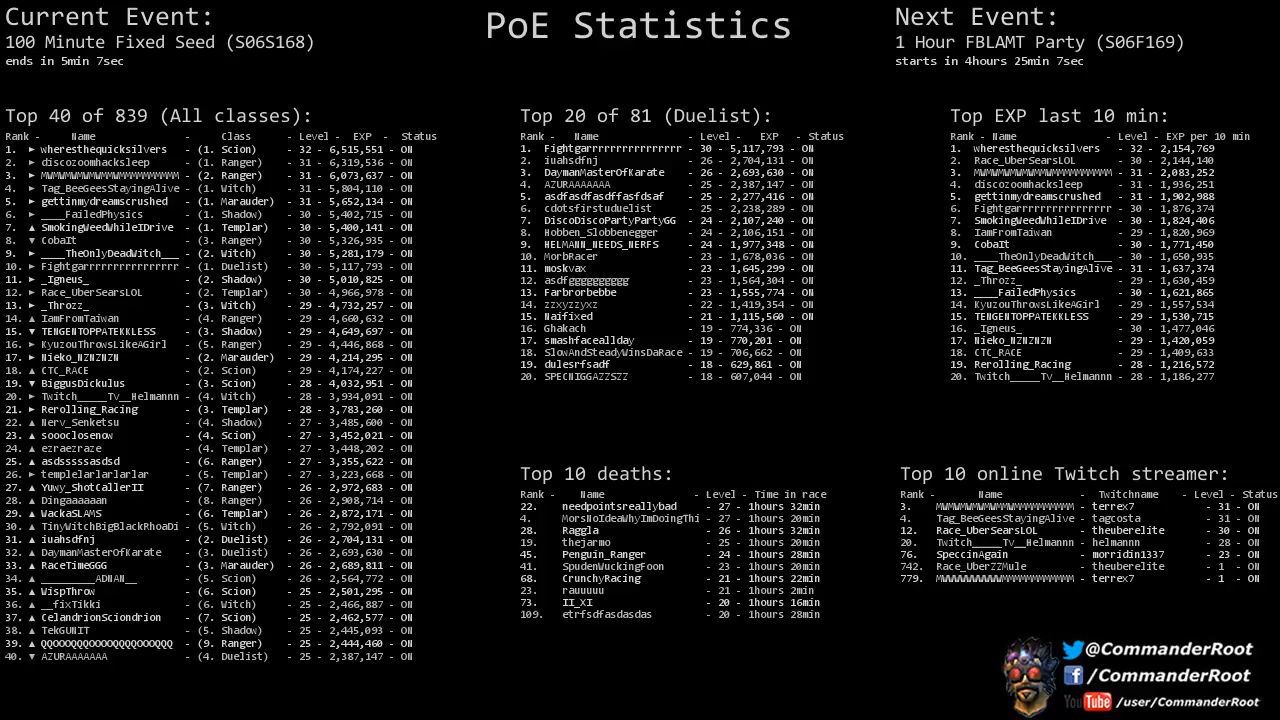 Current Event:
100 Minute Fixed Seed (S06S168)
ends in 5min 7sec
PoE Statistics
Next Event:
1 Hour FBLAMT Party (S06F169)
starts in 4hours 25min 7sec
Top 40 of 839 (All classes):
Rank - Name - Class - Level - EXP - Status
1. ► wheresthequicksilvers - (1. Scion) - 32 - 6,515,551 - ON
2. ► discozoomhacksleep - (1. Ranger) - 31 - 6,319,536 - ON
3. ► - (2. Ranger) - 31 - 6,073,637 - ON
4. ► Tag_BeeGeesStayingAlive - (1. Witch) - 31 - 5,804,110 - ON
5. ► gettinmydreamscrushed - (1. Marauder) - 31 - 5,652,134 - ON
6. ► ____FailedPhysics - (1. Shadow) - 30 - 5,402,715 - ON
7. ▲ SmokingWeedWhileIDrive - (1. Templar) - 30 - 5,400,141 - ON
8. ▼ CobaIt - (3. Ranger) - 30 - 5,326,935 - ON
9. ► ____TheOnlyDeadWitch___ - (2. Witch) - 30 - 5,281,179 - ON
10. ► Fightgarrrrrrrrrrrrrrrr - (1. Duelist) - 30 - 5,117,793 - ON
11. ► _Igneus_ - (2. Shadow) - 30 - 5,010,825 - ON
12. ► Race_UberSearsLOL - (2. Templar) - 30 - 4,966,978 - ON
13. ► _Throzz_ - (3. Witch) - 29 - 4,732,257 - ON
14. ▲ IamFromTaiwan - (4. Ranger) - 29 - 4,660,632 - ON
15. ▼ TENGENTOPPATEKKLESS - (3. Shadow) - 29 - 4,649,697 - ON
16. ► KyuzouThrowsLikeAGirl - (5. Ranger) - 29 - 4,446,868 - ON
17. ► Nieko_NZNZNZN - (2. Marauder) - 29 - 4,214,295 - ON
18. ▲ CTC_RACE - (2. Scion) - 29 - 4,174,227 - ON
19. ▼ BiggusDickulus - (3. Scion) - 28 - 4,032,951 - ON
20. ► Twitch_____Tv__Helmannn - (4. Witch) - 28 - 3,934,091 - ON
21. ► Rerolling_Racing - (3. Templar) - 28 - 3,783,260 - ON
22. ▲ Nerv_Senketsu - (4. Shadow) - 27 - 3,485,600 - ON
23. ▲ sooooclosenow - (4. Scion) - 27 - 3,452,021 - ON
24. ▲ ezraezraze - (4. Templar) - 27 - 3,448,202 - ON
25. ▲ asdsssssasdsd - (6. Ranger) - 27 - 3,355,622 - ON
26. ► templelarlarlarlar - (5. Templar) - 27 - 3,223,668 - ON
27. ▲ Yuwy_ShotCallerII - (7. Ranger) - 26 - 2,972,683 - ON
28. ▲ Dingaaaaaan - (8. Ranger) - 26 - 2,908,714 - ON
29. ▲ WackaSLAMS - (6. Templar) - 26 - 2,872,171 - ON
30. ▲ TinyWitchBigBlackRhoaDi - (5. Witch) - 26 - 2,792,091 - ON
31. ▲ iuahsdfnj - (2. Duelist) - 26 - 2,704,131 - ON
32. ▲ DaymanMasterOfKarate - (3. Duelist) - 26 - 2,693,630 - ON
33. ▲ RaceTimeGGG - (3. Marauder) - 26 - 2,689,811 - ON
34. ▲ _________ADNAN__ - (5. Scion) - 26 - 2,564,772 - ON
35. ▲ WispThrow - (6. Scion) - 25 - 2,501,295 - ON
36. ▲ __fixTikki - (6. Witch) - 25 - 2,466,887 - ON
37. ▲ CelandrionSciondrion - (7. Scion) - 25 - 2,462,577 - ON
38. ▲ TekGUNIT - (5. Shadow) - 25 - 2,445,093 - ON
39. ▲ - (9. Ranger) - 25 - 2,444,460 - ON
40. ▼ AZURAAAAAAA - (4. Duelist) - 25 - 2,387,147 - ON
Top 20 of 81 (Duelist):
Rank - Name - Level - EXP - Status
1. Fightgarrrrrrrrrrrrrrrr - 30 - 5,117,793 - ON
2. iuahsdfnj - 26 - 2,704,131 - ON
3. DaymanMasterOfKarate - 26 - 2,693,630 - ON
4. AZURAAAAAAA - 25 - 2,387,147 - ON
5. asdfasdfasdffasfdsaf - 25 - 2,277,416 - ON
6. cdotsfirstuduelist - 25 - 2,238,289 - ON
7. DiscoDiscoPartyPartyGG - 24 - 2,187,240 - ON
8. Hobben_Slobbenegger - 24 - 2,106,151 - ON
9. HELMANN_NEEDS_NERFS - 24 - 1,977,348 - ON
10. MorbRacer - 23 - 1,678,036 - ON
11. moskvax - 23 - 1,645,299 - ON
12. asdfgggggggggg - 23 - 1,564,304 - ON
13. Farbrorbebbe - 23 - 1,555,774 - ON
14. zzxyzzyxz - 22 - 1,419,354 - ON
15. Naifixed - 21 - 1,115,560 - ON
16. Ghakach - 19 - 774,336 - ON
17. smashfaceallday - 19 - 770,201 - ON
18. SlowAndSteadyWinsDaRace - 19 - 706,662 - ON
19. dulesrfsadf - 18 - 629,861 - ON
20. SPECNIGGAZZSZZ - 18 - 607,044 - ON
Top EXP last 10 min:
Rank - Name - Level - EXP per 10 min
1. wheresthequicksilvers - 32 - 2,154,769
2. Race_UberSearsLOL - 30 - 2,144,140
3. - 31 - 2,083,252
4. discozoomhacksleep - 31 - 1,936,251
5. gettinmydreamscrushed - 31 - 1,902,988
6. Fightgarrrrrrrrrrrrrrrr - 30 - 1,876,374
7. SmokingWeedWhileIDrive - 30 - 1,824,406
8. IamFromTaiwan - 29 - 1,820,969
9. CobaIt - 30 - 1,771,450
10. ____TheOnlyDeadWitch___ - 30 - 1,650,935
11. Tag_BeeGeesStayingAlive - 31 - 1,637,374
12. _Throzz_ - 29 - 1,630,459
13. ____FailedPhysics - 30 - 1,621,865
14. KyuzouThrowsLikeAGirl - 29 - 1,557,534
15. TENGENTOPPATEKKLESS - 29 - 1,530,715
16. _Igneus_ - 30 - 1,477,046
17. Nieko_NZNZNZN - 29 - 1,420,059
18. CTC_RACE - 29 - 1,409,633
19. Rerolling_Racing - 28 - 1,216,572
20. Twitch_____Tv__Helmannn - 28 - 1,186,277
Top 10 deaths:
Rank - Name - Level - Time in race
22. needpointsreallybad - 27 - 1hours 32min
4. MorsNoIdeaWhyImDoingThi - 27 - 1hours 20min
28. Raggla - 26 - 1hours 32min
19. thejarmo - 25 - 1hours 20min
45. Penguin_Ranger - 24 - 1hours 28min
41. SpudenWuckingFoon - 23 - 1hours 20min
68. CrunchyRacing - 21 - 1hours 22min
23. rauuuuu - 21 - 1hours 2min
73. II_XI - 20 - 1hours 16min
109. etrfsdfasdasdas - 20 - 1hours 28min
Top 10 online Twitch streamer:
Rank - Name - Twitchname - Level - Status
3. - terrex7 - 31 - ON
4. Tag_BeeGeesStayingAlive - tagcosta - 31 - ON
12. Race_UberSearsLOL - theuberelite - 30 - ON
20. Twitch_____Tv__Helmannn - helmannn - 28 - ON
76. SpeccinAgain - morridin1337 - 23 - ON
742. Race_UberZZMule - theuberelite - 1 - ON
779. - terrex7 - 1 - ON
@CommanderRoot
f /CommanderRoot
YouTube /user/CommanderRoot